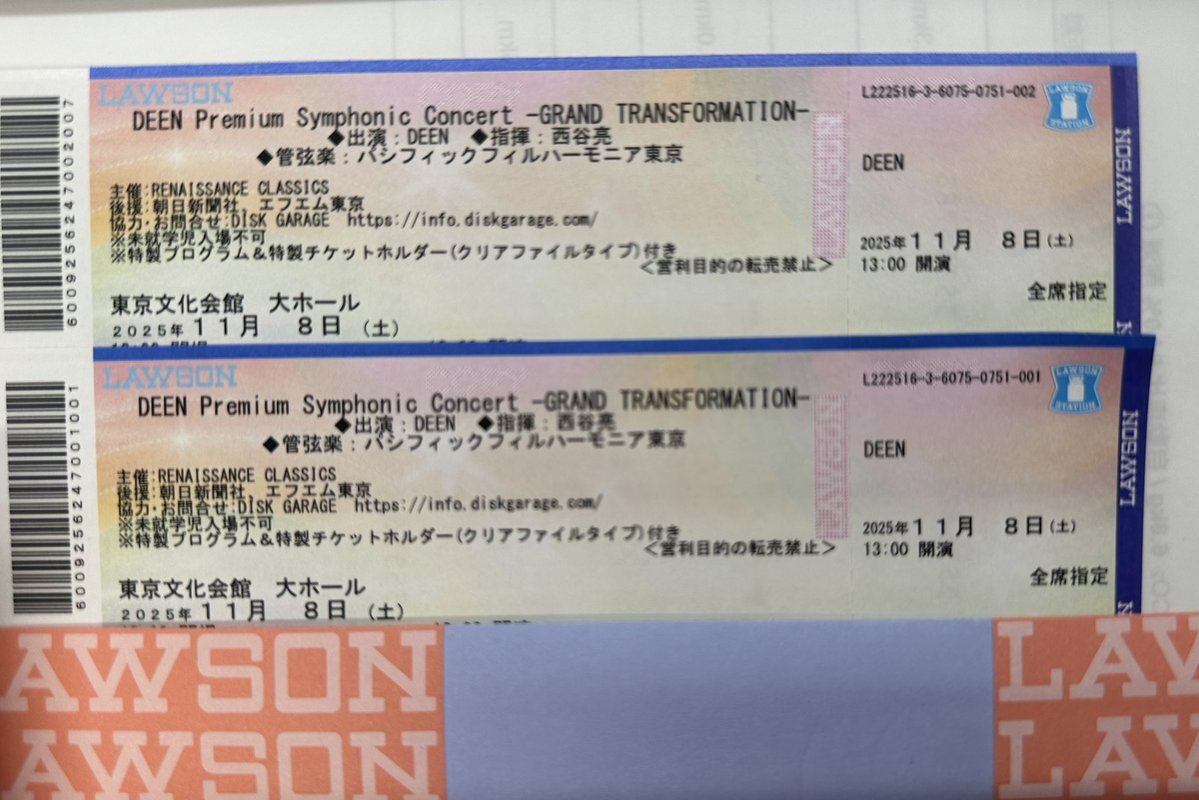 LAWSON
DEEN Premium Symphonic Concert -GRAND TRANSFORMATION-
◆出演：DEEN ◆指揮：西谷亮
◆管弦楽：パシフィックフィルハーモニア東京
主催:RENAISSANCE CLASSICS
後援:朝日新聞社、エフエム東京
協力・お問合せ:DISK GARAGE https://info.diskgarage.com/
※未就学児入場不可
※特製プログラム＆特製チケットホルダー(クリアファイルタイプ)付き
＜営利目的の転売禁止＞
東京文化会館 大ホール
2025年11月 8日（土）
L222516-3-6075-0751-002
LAWSON STATION
DEEN
2025年11月 8日(土)
13:00 開演
全席指定
LAWSON
6009256247002007
LAWSON
DEEN Premium Symphonic Concert -GRAND TRANSFORMATION-
◆出演：DEEN ◆指揮：西谷亮
◆管弦楽：パシフィックフィルハーモニア東京
主催:RENAISSANCE CLASSICS
後援:朝日新聞社、エフエム東京
協力・お問合せ:DISK GARAGE https://info.diskgarage.com/
※未就学児入場不可
※特製プログラム＆特製チケットホルダー(クリアファイルタイプ)付き
＜営利目的の転売禁止＞
東京文化会館 大ホール
2025年11月 8日（土）
L222516-3-6075-0751-001
LAWSON STATION
DEEN
2025年11月 8日(土)
13:00 開演
全席指定
LAWSON
6009256247001001
LAWSON LAW
LAWSON LAW